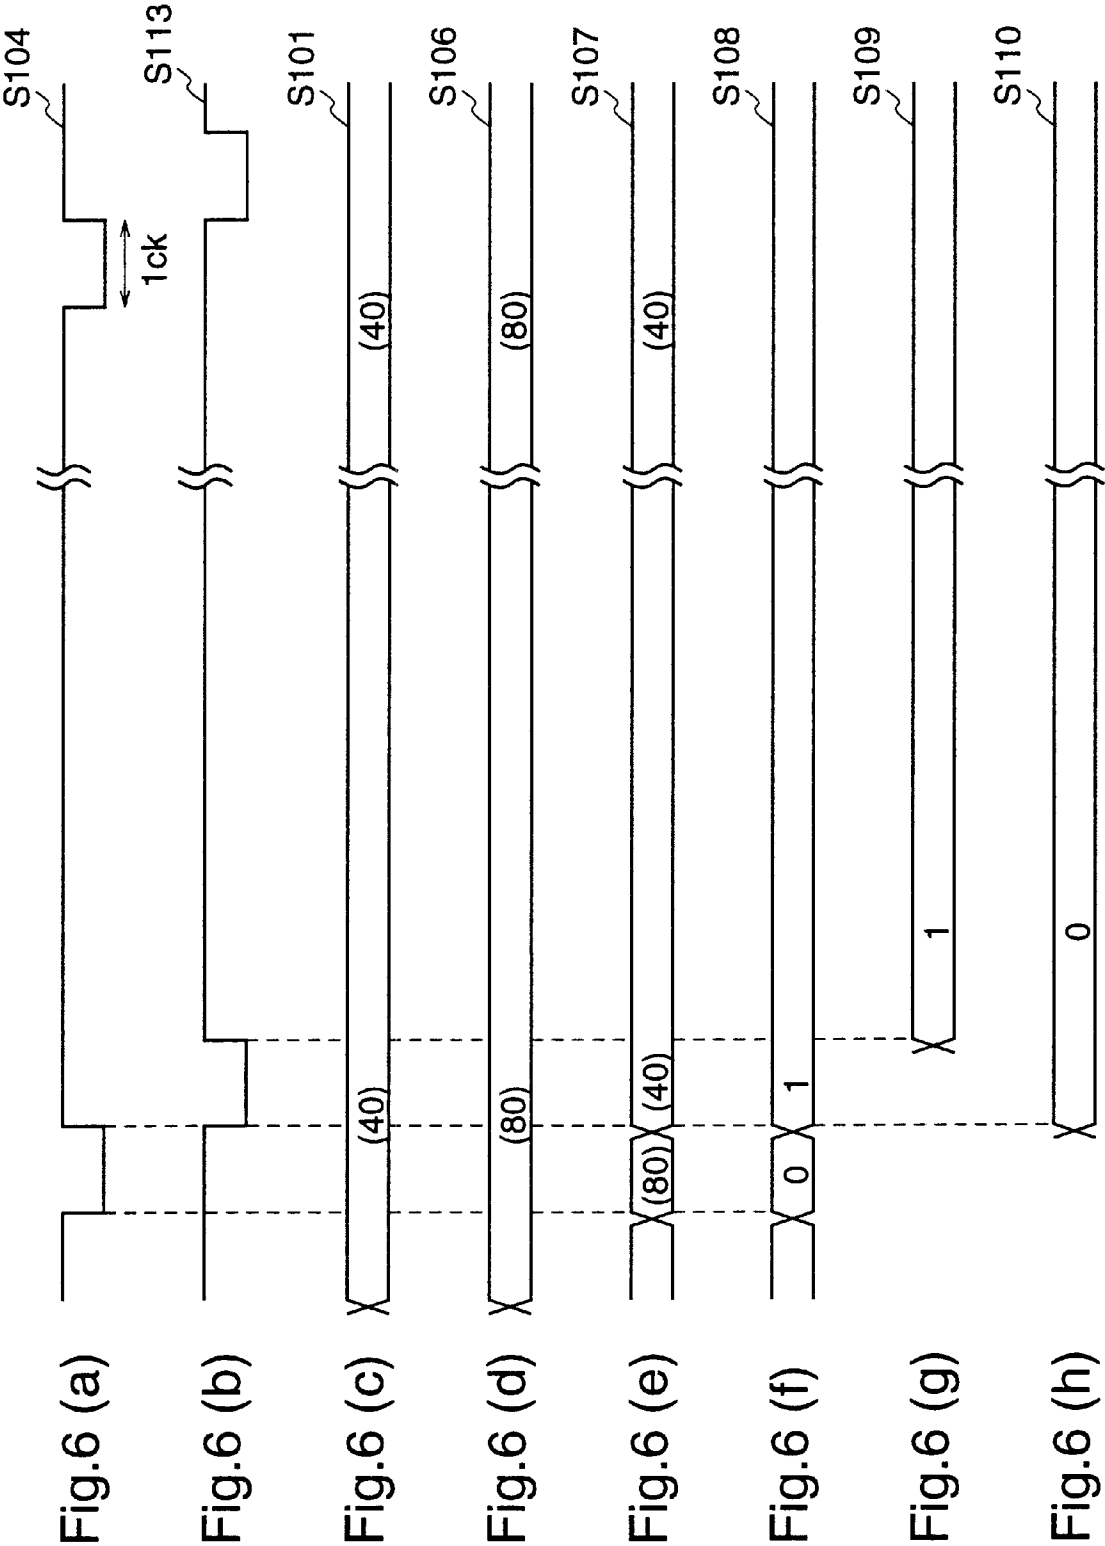 Fig.6 (a)
S104
1ck
Fig.6 (b)
S113
Fig.6 (c)
(40)
(40)
S101
Fig.6 (d)
(80)
(80)
S106
Fig.6 (e)
(80)
(40)
(40)
S107
Fig.6 (f)
0
1
S108
Fig.6 (g)
1
S109
Fig.6 (h)
0
S110